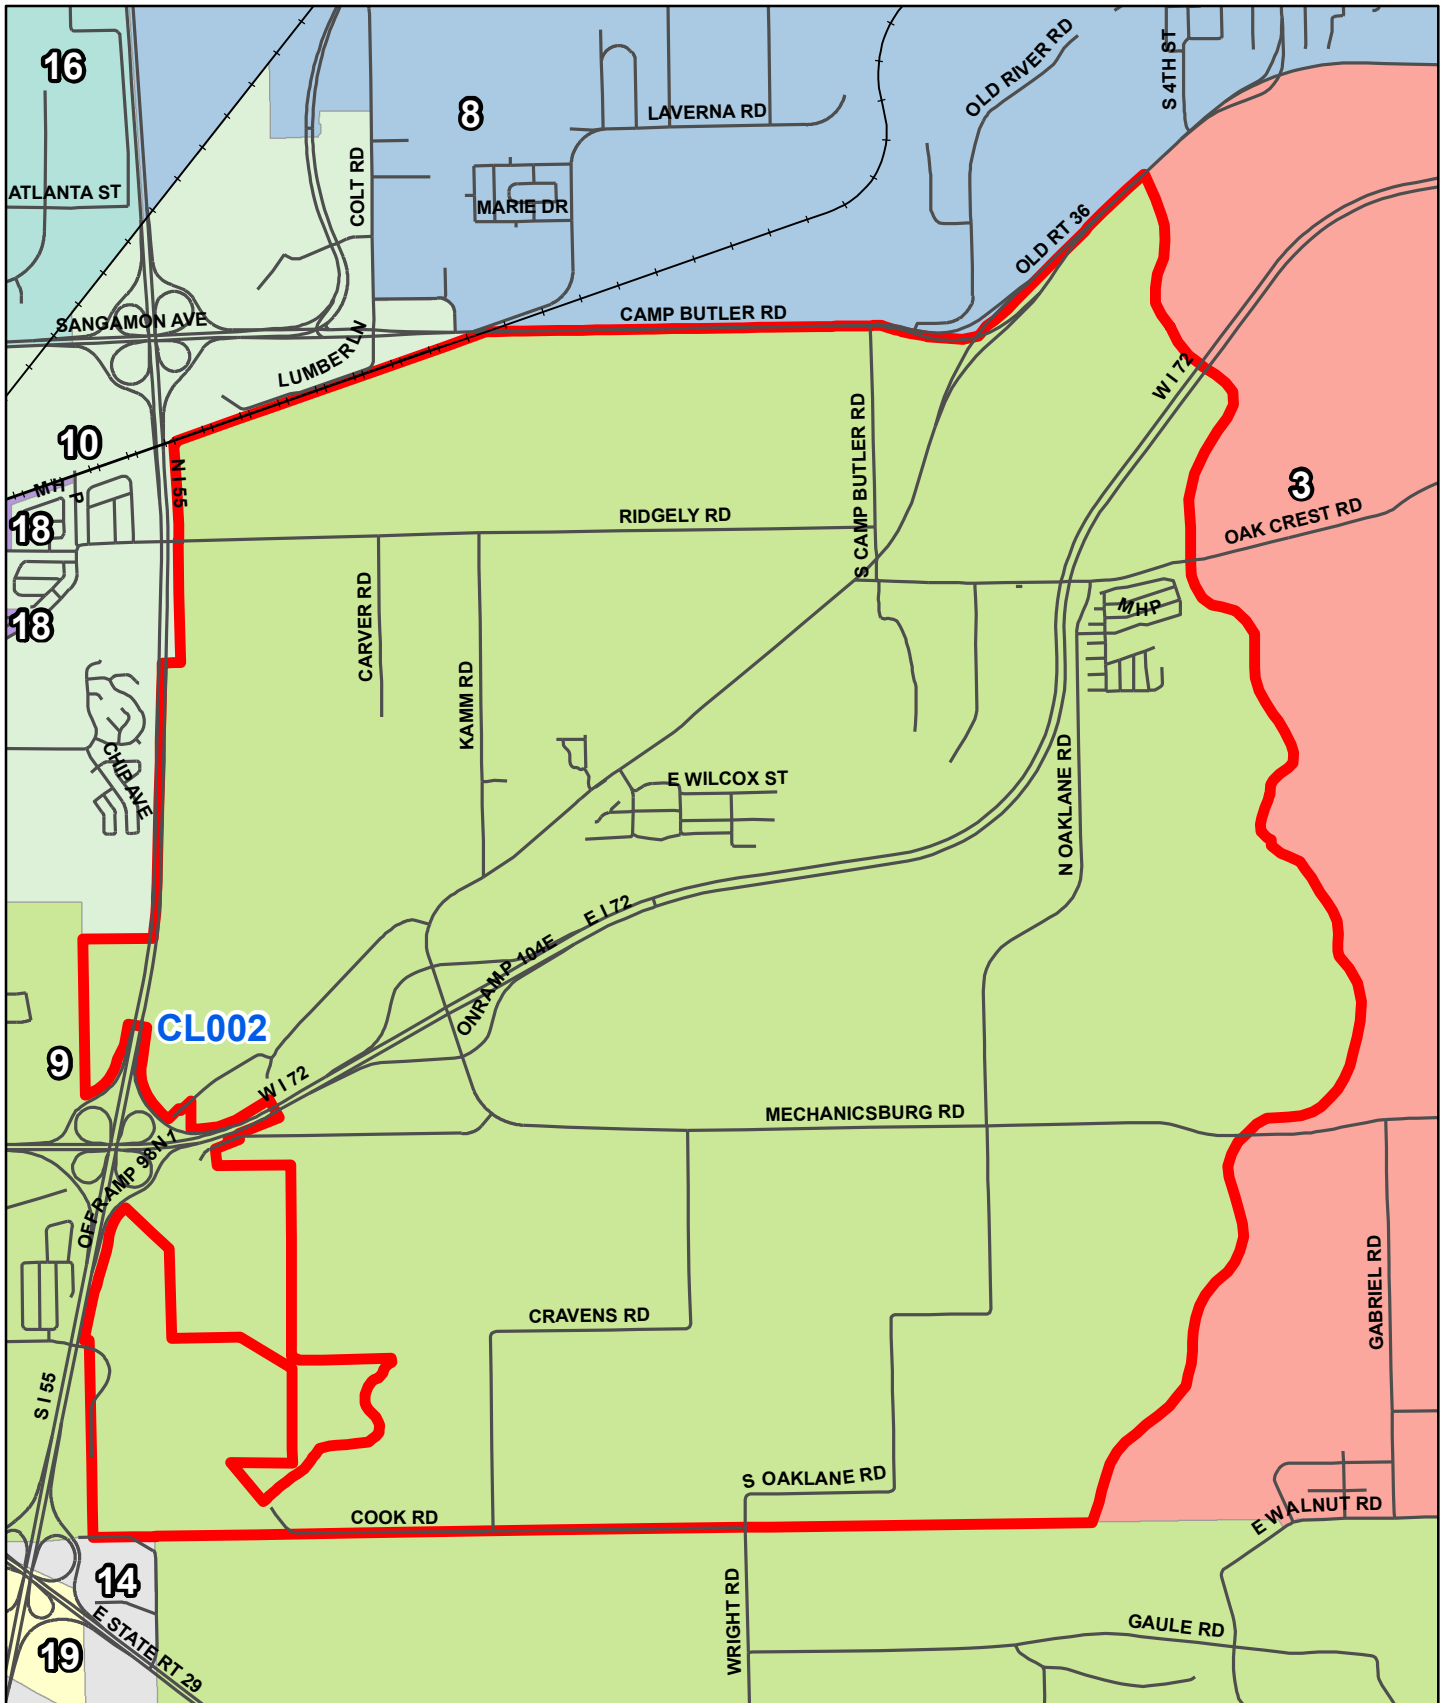 16
8
LAVERNA RD
OLD RIVER RD
S 4TH ST
ATLANTA ST
COLT RD
MARIE DR
OLD RT 36
SANGAMON AVE
CAMP BUTLER RD
LUMBER LN
W I 72
10
N I 55
S CAMP BUTLER RD
3
MHP
18
RIDGELY RD
OAK CREST RD
CARVER RD
MHP
18
KAMM RD
CHIP AVE
E WILCOX ST
N OAKLANE RD
E I 72
ONRAMP 104E
CL002
9
W I 72
MECHANICSBURG RD
OFFRAMP 98N 1
GABRIEL RD
CRAVENS RD
S I 55
S OAKLANE RD
COOK RD
E WALNUT RD
14
WRIGHT RD
GAULE RD
E STATE RT 29
19